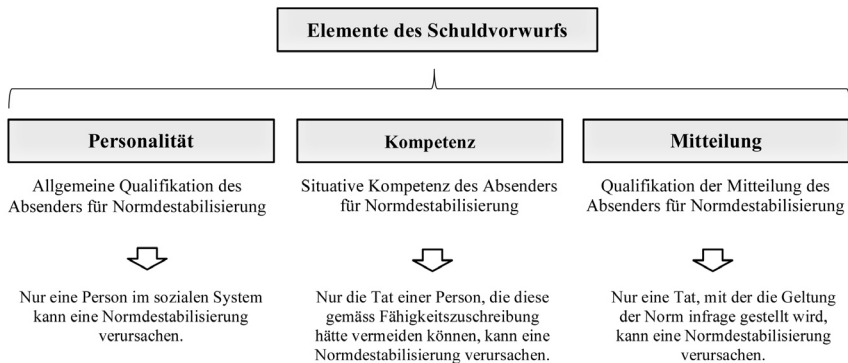 Elemente des Schuldvorwurfs
Personalität
Allgemeine Qualifikation des
Absenders für Normdestabilisierung
Nur eine Person im sozialen System
kann eine Normdestabilisierung
verursachen.
Kompetenz
Situative Kompetenz des Absenders
für Normdestabilisierung
Nur die Tat einer Person, die diese
gemäss Fähigkeitszuschreibung
hätte vermeiden können, kann eine
Normdestabilisierung verursachen.
Mitteilung
Qualifikation der Mitteilung des
Absenders für Normdestabilisierung
Nur eine Tat, mit der die Geltung
der Norm infrage gestellt wird,
kann eine Normdestabilisierung
verursachen.